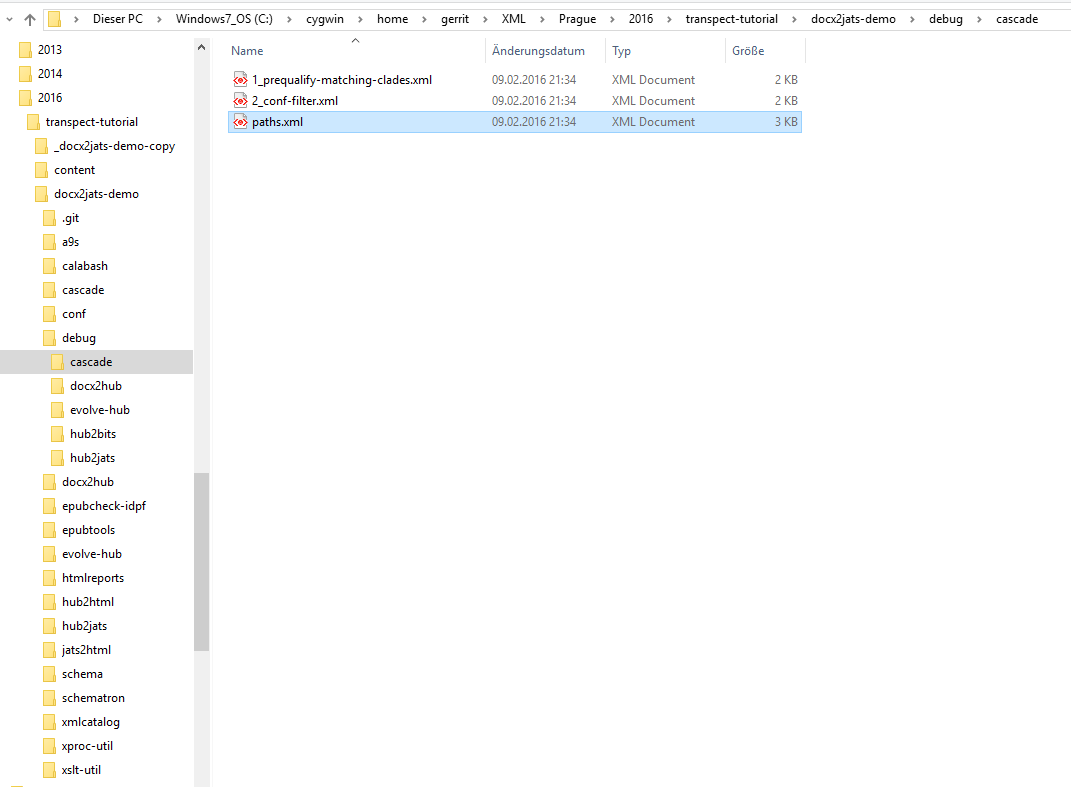 Dieser PC Windows7_OS (C:) cygwin home gerrit XML Prague 2016 transpect-tutorial docx2jats-demo debug cascade
2013
2014
2016
transpect-tutorial
_docx2jats-demo-copy
content
docx2jats-demo
.git
a9s
calabash
cascade
conf
debug
cascade
docx2hub
evolve-hub
hub2bits
hub2jats
docx2hub
epubcheck-idpf
epubtools
evolve-hub
htmlreports
hub2html
hub2jats
jats2html
schema
schematron
xmlcatalog
xproc-util
xslt-util
Name Änderungsdatum Typ Größe
1_prequalify-matching-clades.xml 09.02.2016 21:34 XML Document 2 KB
2_conf-filter.xml 09.02.2016 21:34 XML Document 2 KB
paths.xml 09.02.2016 21:34 XML Document 3 KB